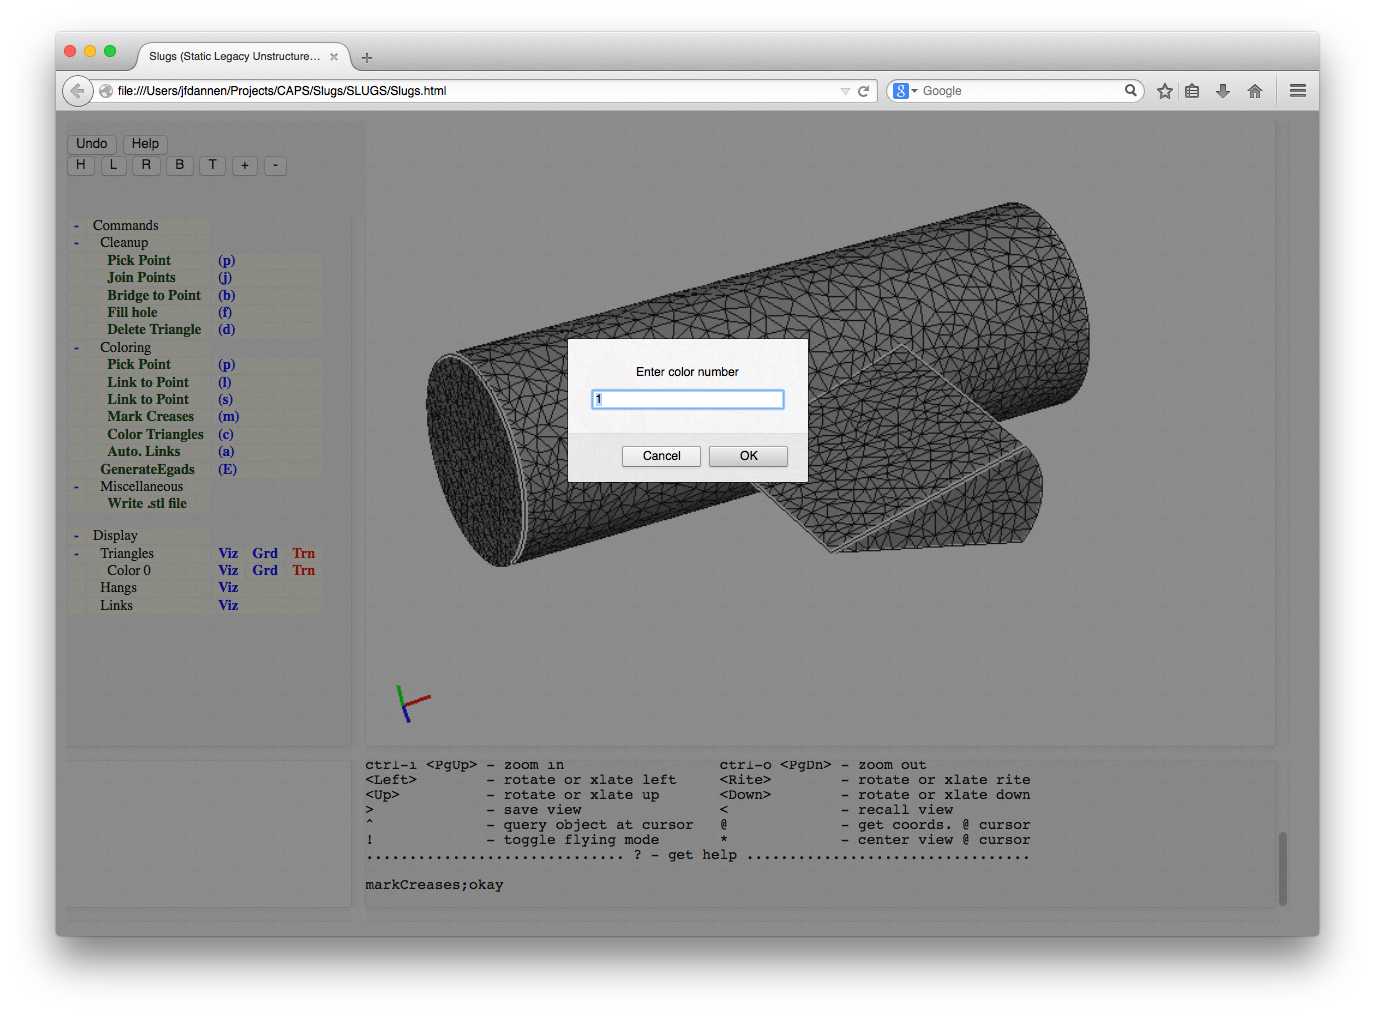 Slugs (Static Legacy Unstructure...
file:///Users/jfdannen/Projects/CAPS/Slugs/SLUGS/Slugs.html
8 Google
Undo Help
H L R B T + -
- Commands
- Cleanup
Pick Point (p)
Join Points (j)
Bridge to Point (b)
Fill hole (f)
Delete Triangle (d)
- Coloring
Pick Point (p)
Link to Point (l)
Link to Point (s)
Mark Creases (m)
Color Triangles (c)
Auto. Links (a)
GenerateEgads (E)
- Miscellaneous
Write .stl file
- Display
- Triangles Viz Grd Trn
Color 0 Viz Grd Trn
Hangs Viz
Links Viz
Enter color number
1
Cancel OK
ctrl-i <PgUp> - zoom in ctrl-o <PgDn> - zoom out
<Left> - rotate or xlate left <Rite> - rotate or xlate rite
<Up> - rotate or xlate up <Down> - rotate or xlate down
> - save view < - recall view
^ - query object at cursor @ - get coords. @ cursor
! - toggle flying mode * - center view @ cursor
.............................. ? - get help .................................
markCreases;okay